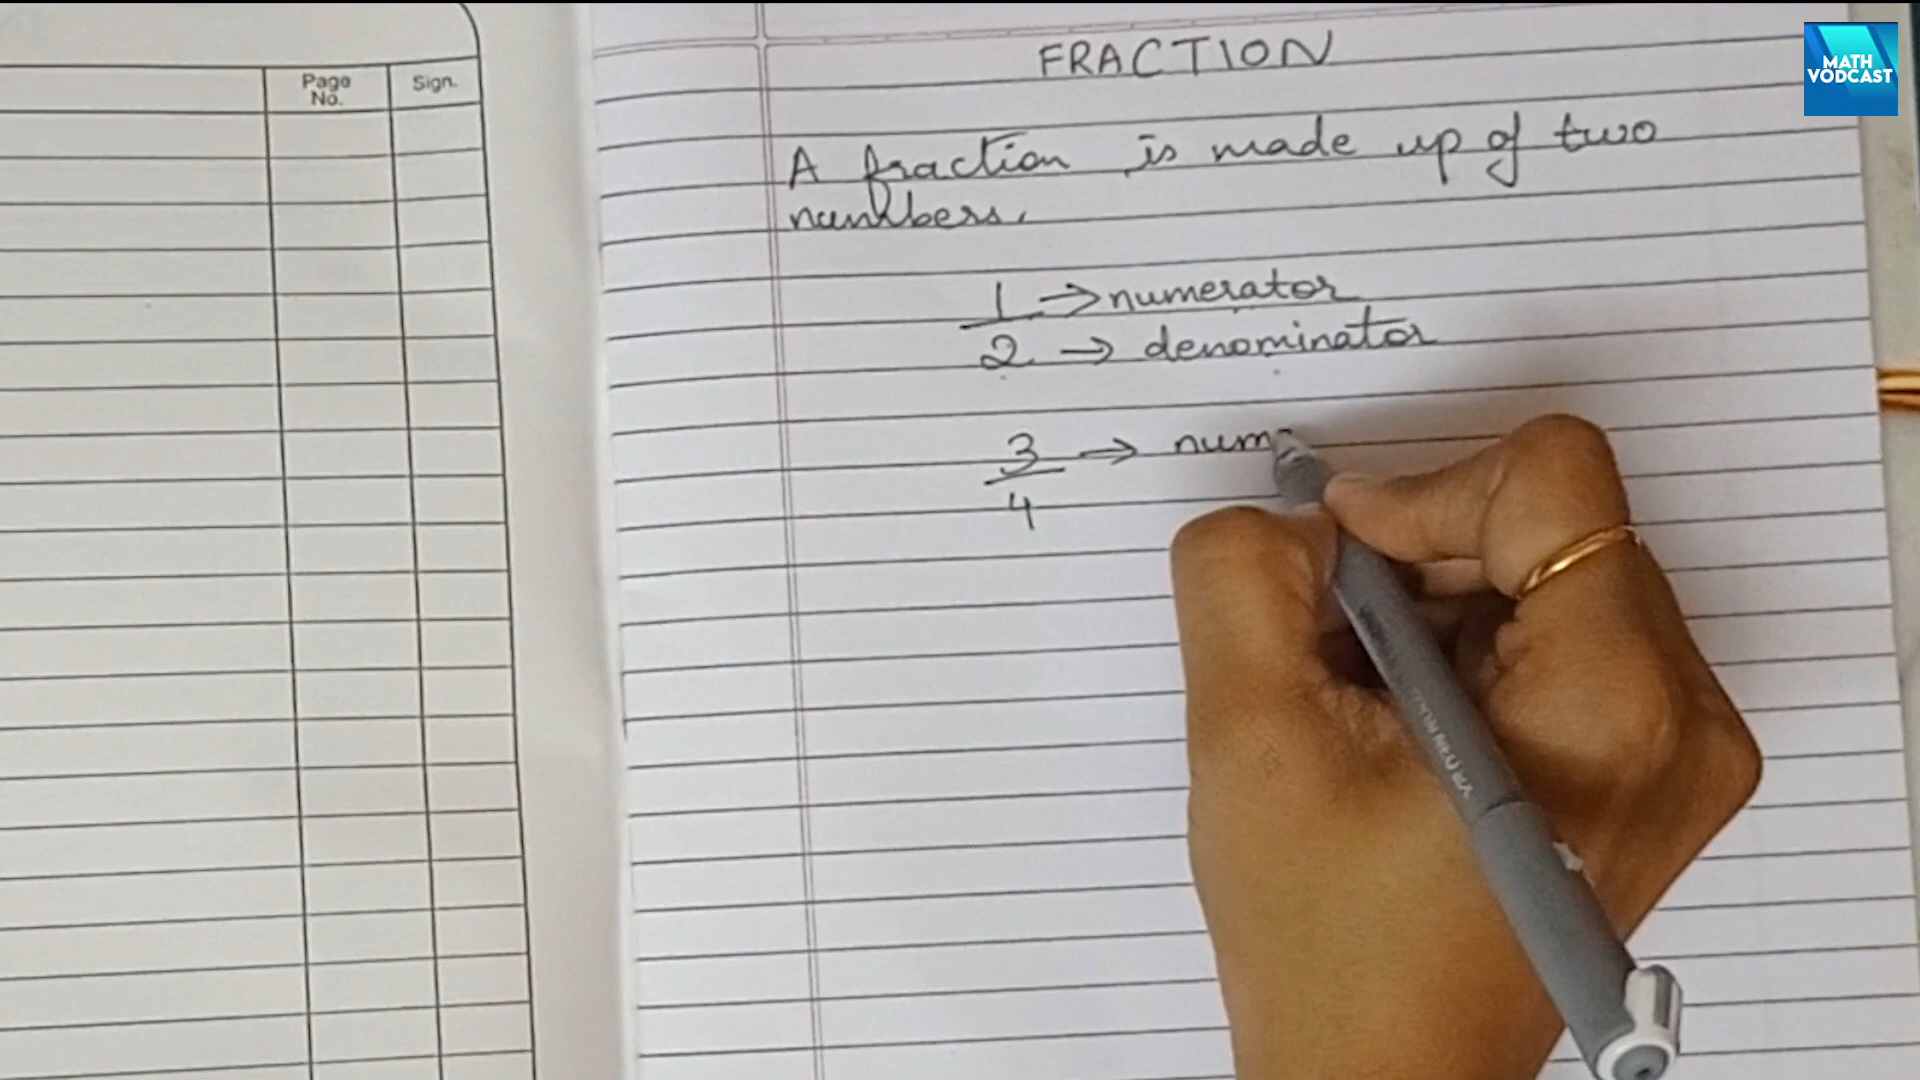 Page
No.
Sign.
MATH
VODCAST
FRACTION
A fraction is made up of two
numbers.
1 → numerator
2 → denominator
3 → num
4